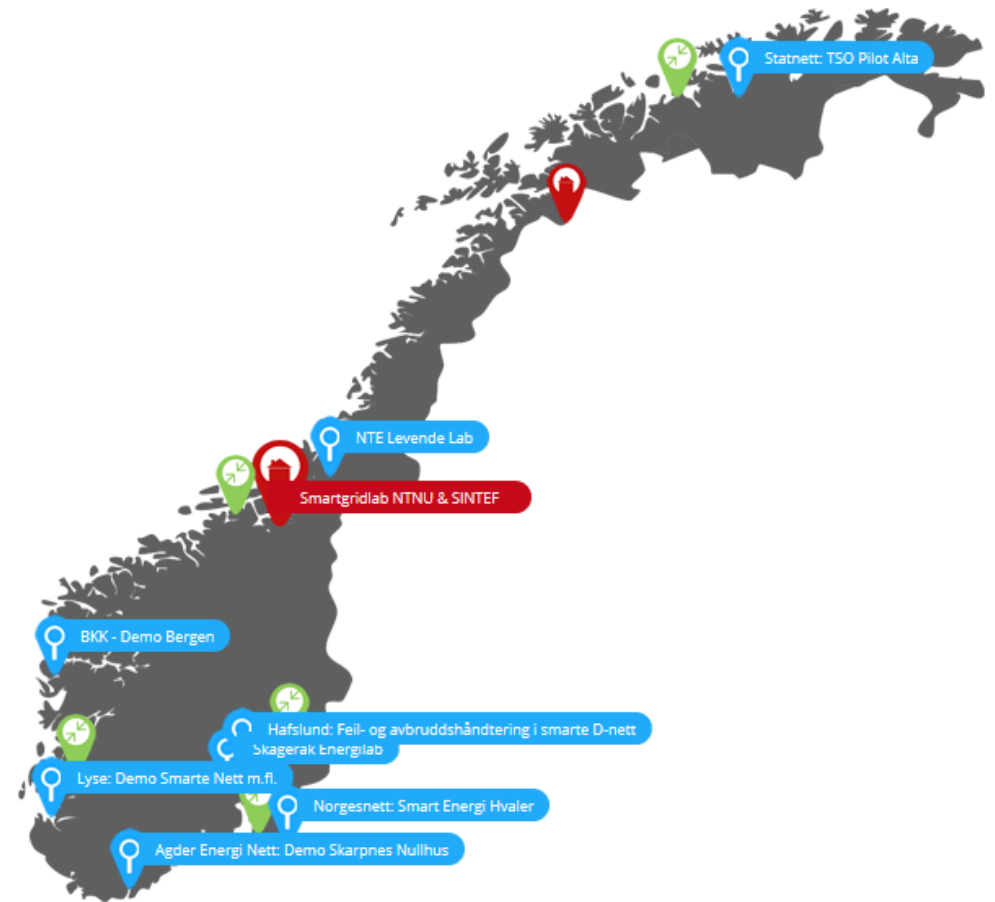 Statnett: TSO Pilot Alta
NTE Levende Lab
Smartgridlab NTNU & SINTEF
BKK - Demo Bergen
Hafslund: Feil- og avbruddshåndtering i smarte D-nett
Skagerak Energilab
Lyse: Demo Smarte Nett m.fl.
Norgesnett: Smart Energi Hvaler
Agder Energi Nett: Demo Skarpnes Nullhus